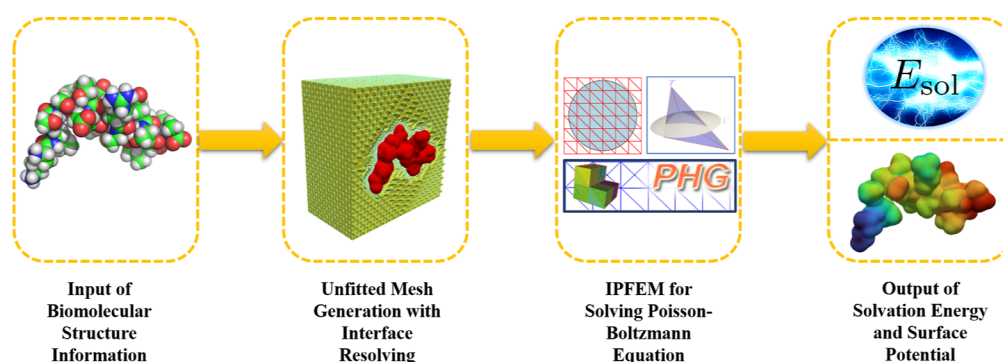 E_sol
PHG
Input of
Biomolecular
Structure
Information
Unfitted Mesh
Generation with
Interface
Resolving
IPFEM for
Solving Poisson-
Boltzmann
Equation
Output of
Solvation Energy
and Surface
Potential